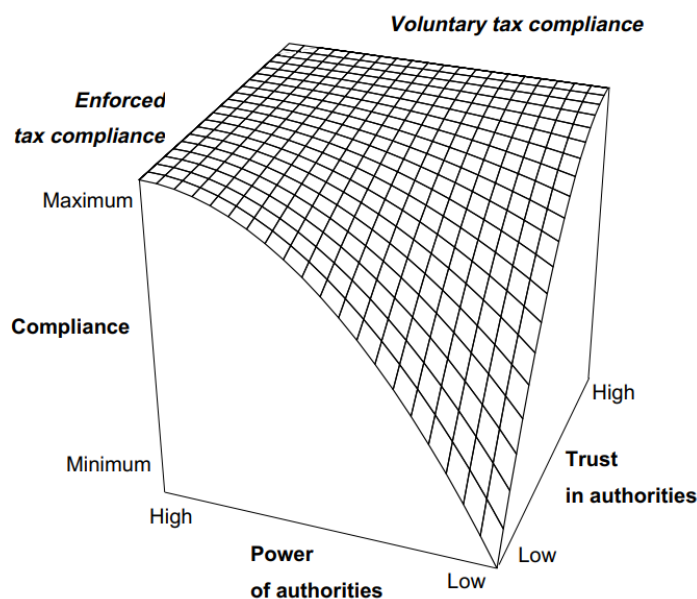 Voluntary tax compliance
Enforced
tax compliance
Maximum
Compliance
Minimum
High
Power
of authorities
Low
Low
Trust
in authorities
High